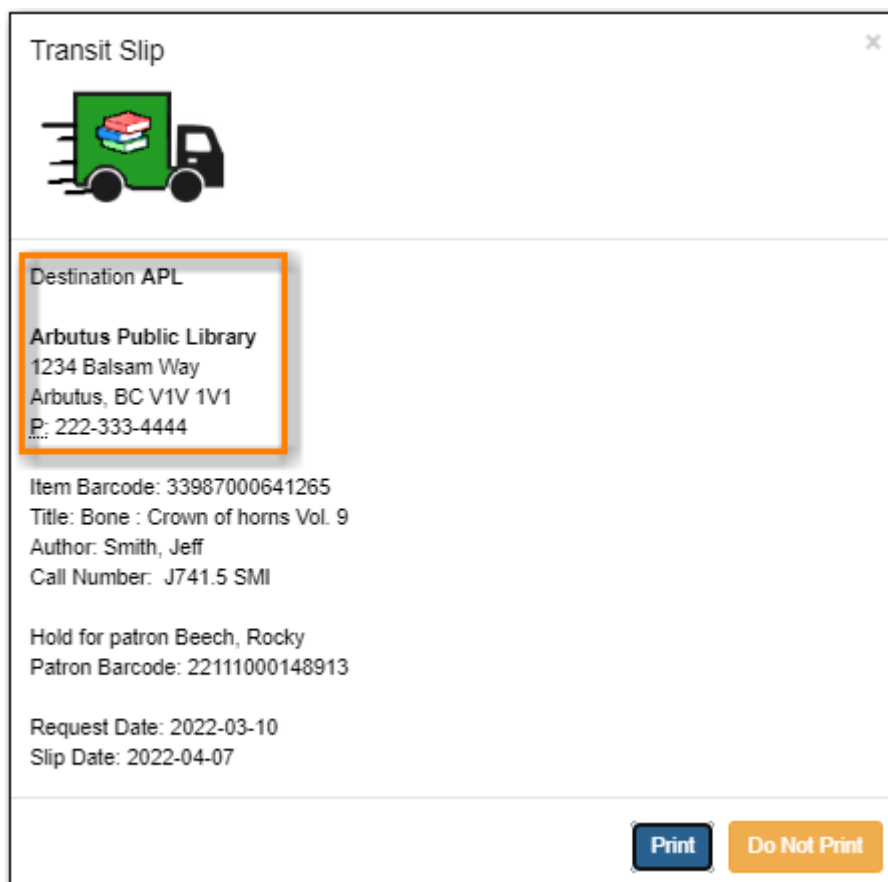 Transit Slip
×
Destination APL
Arbutus Public Library
1234 Balsam Way
Arbutus, BC V1V 1V1
P: 222-333-4444
Item Barcode: 33987000641265
Title: Bone : Crown of horns Vol. 9
Author: Smith, Jeff
Call Number:  J741.5 SMI
Hold for patron Beech, Rocky
Patron Barcode: 22111000148913
Request Date: 2022-03-10
Slip Date: 2022-04-07
Print Do Not Print